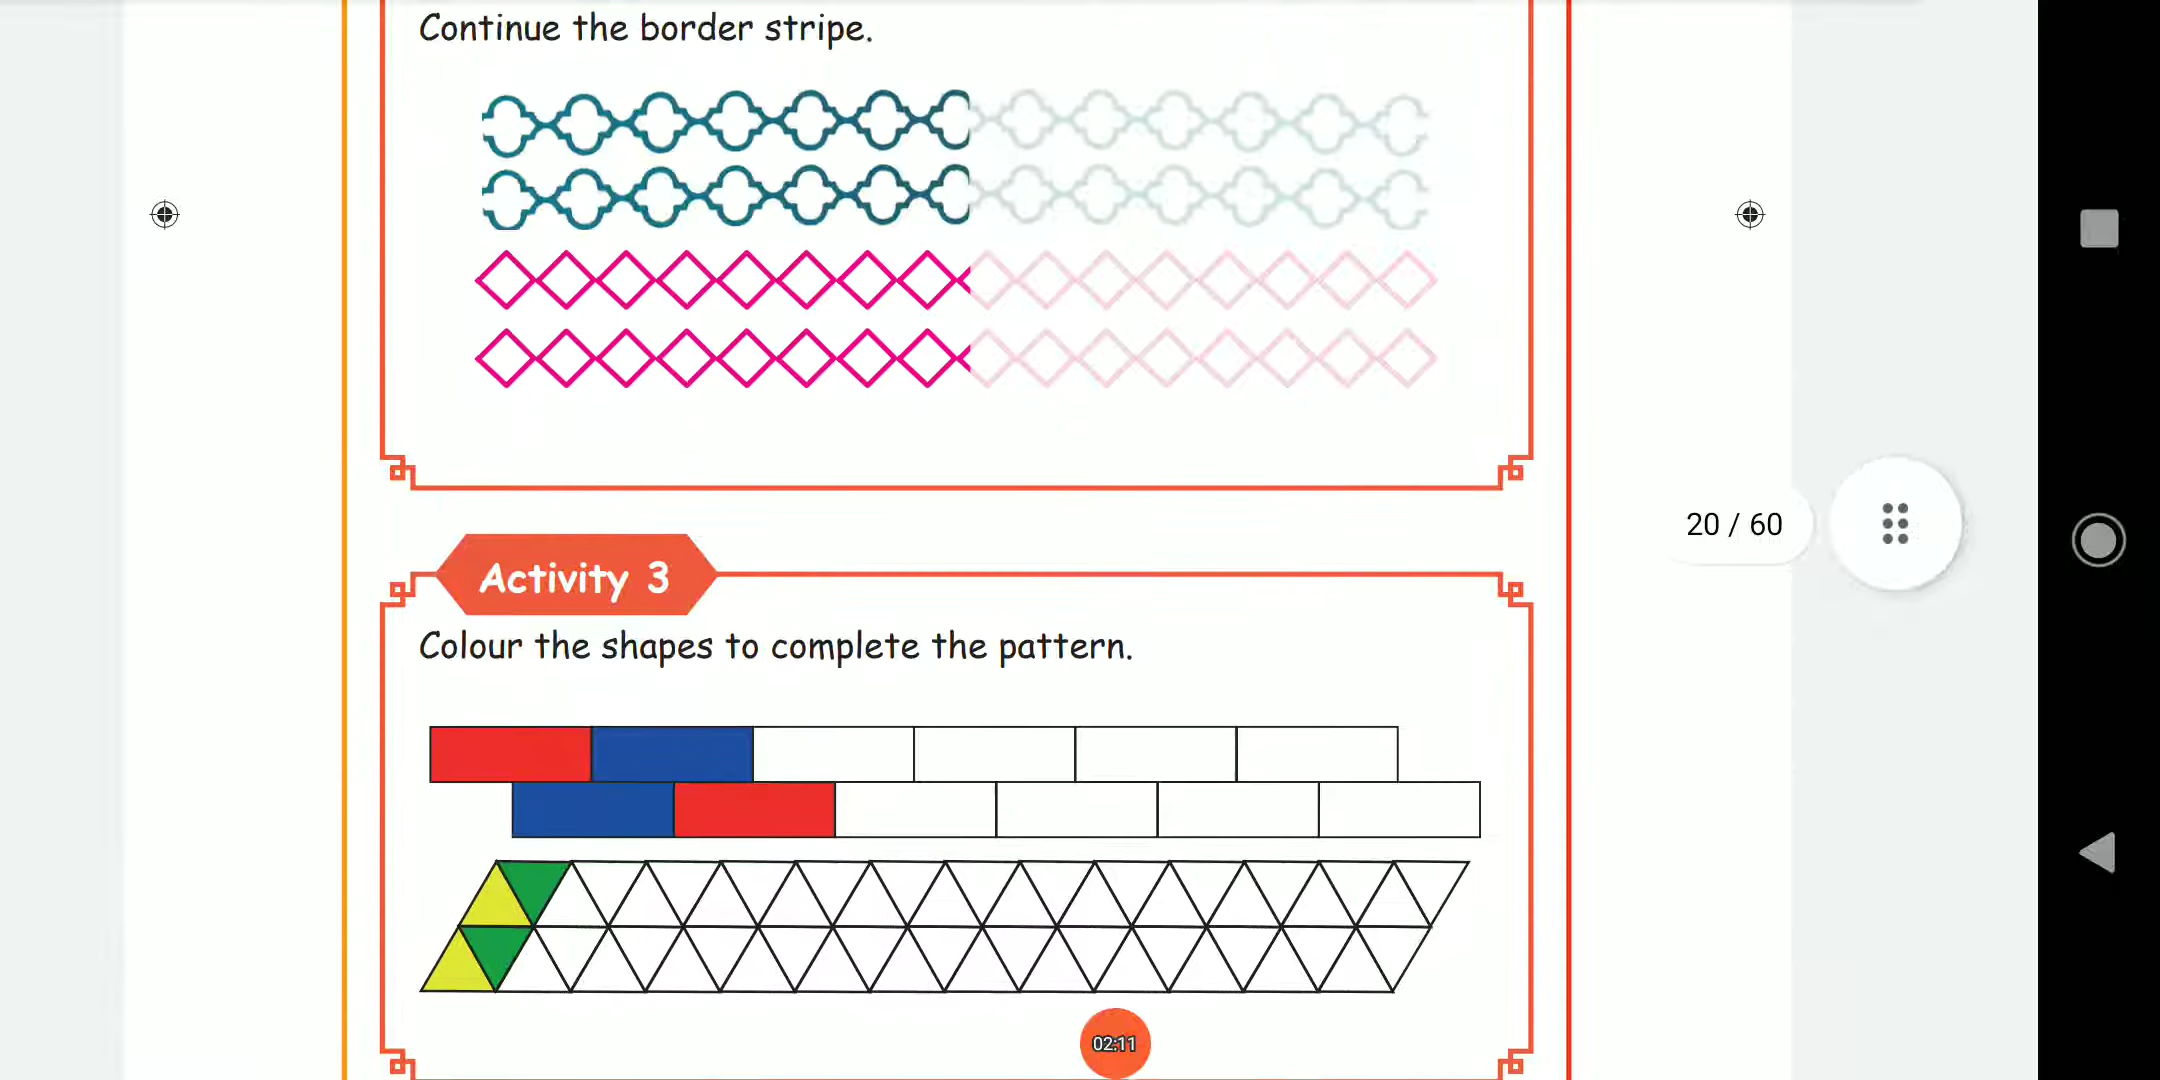 Continue the border stripe.
20 / 60
Activity 3
Colour the shapes to complete the pattern.
02:11